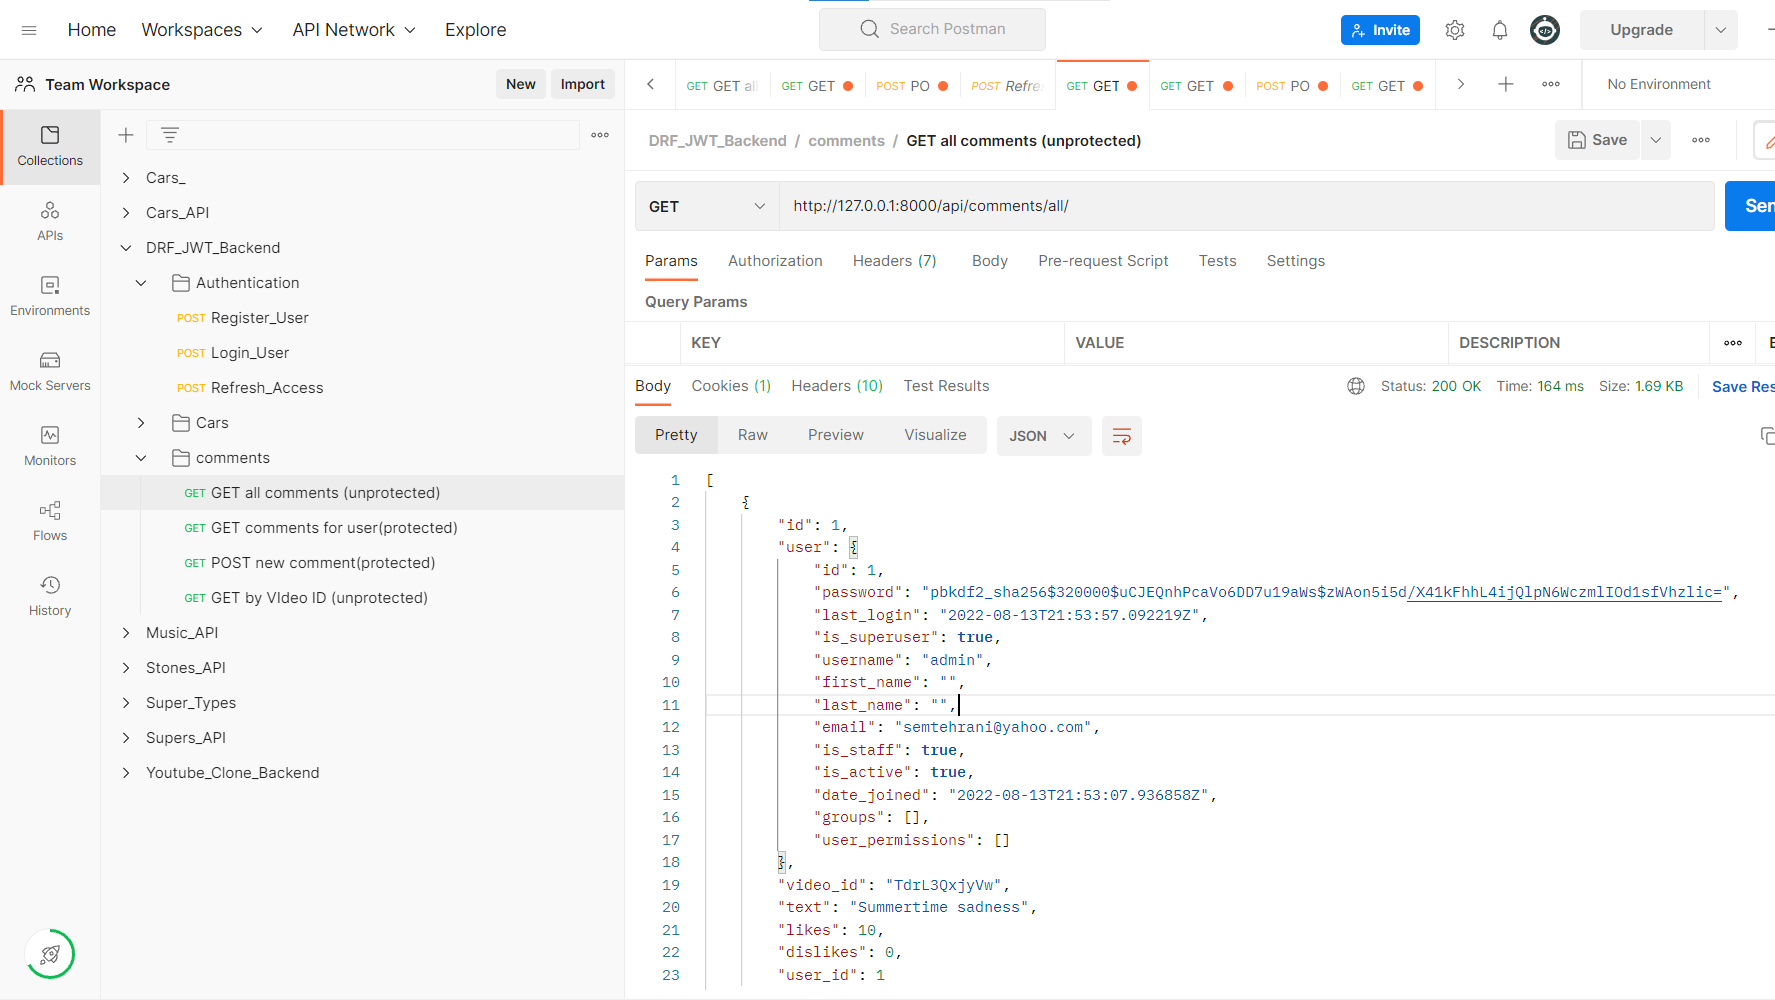 Home Workspaces API Network Explore Search Postman Invite Upgrade
Team Workspace New Import GET GET al GET GET POST PO POST Refre GET GET GET GET POST PO GET GET No Environment
DRF_JWT_Backend / comments / GET all comments (unprotected) Save
Collections
APIs
Environments
Mock Servers
Monitors
Flows
History
Cars_
Cars_API
DRF_JWT_Backend
Authentication
POST Register_User
POST Login_User
POST Refresh_Access
Cars
comments
GET GET all comments (unprotected)
GET GET comments for user(protected)
GET POST new comment(protected)
GET GET by VIdeo ID (unprotected)
Music_API
Stones_API
Super_Types
Supers_API
Youtube_Clone_Backend
GET http://127.0.0.1:8000/api/comments/all/ Sen
Params Authorization Headers (7) Body Pre-request Script Tests Settings
Query Params
KEY VALUE DESCRIPTION
Body Cookies (1) Headers (10) Test Results Status: 200 OK Time: 164 ms Size: 1.69 KB Save Res
Pretty Raw Preview Visualize JSON
1 [
2 {
3 "id": 1,
4 "user": {
5 "id": 1,
6 "password": "pbkdf2_sha256$320000$uCJEQnhPcaVo6DD7u19aWs$zWAon5i5d/X41kFhhL4ijQlpN6WczmlIOd1sfVhzlic=",
7 "last_login": "2022-08-13T21:53:57.092219Z",
8 "is_superuser": true,
9 "username": "admin",
10 "first_name": "",
11 "last_name": "",
12 "email": "semtehrani@yahoo.com",
13 "is_staff": true,
14 "is_active": true,
15 "date_joined": "2022-08-13T21:53:07.936858Z",
16 "groups": [],
17 "user_permissions": []
18 },
19 "video_id": "TdrL3QxjyVw",
20 "text": "Summertime sadness",
21 "likes": 10,
22 "dislikes": 0,
23 "user_id": 1